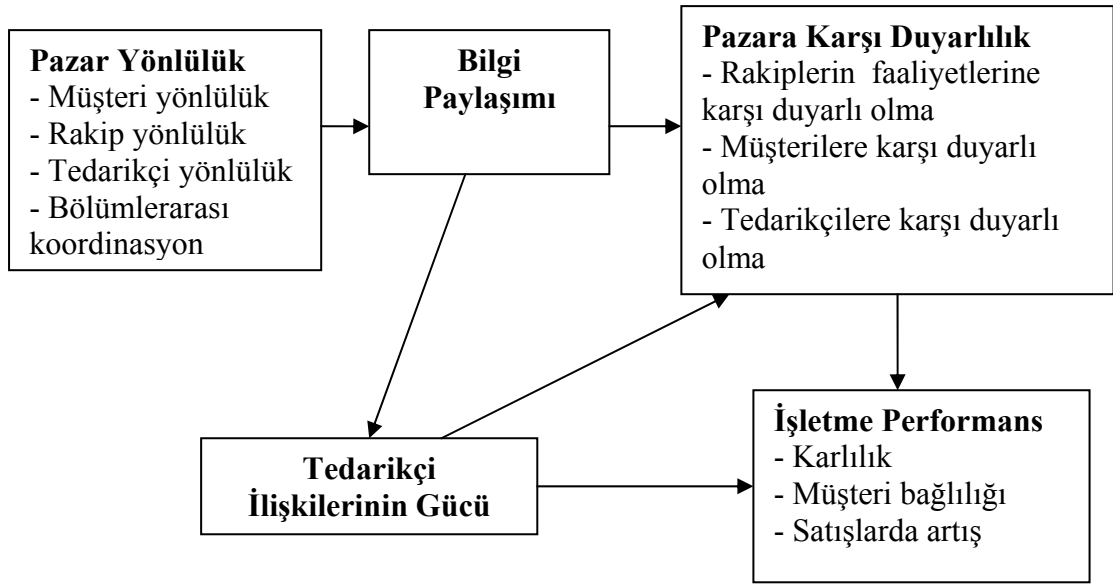 Pazar Yönlülük
- Müşteri yönlülük
- Rakip yönlülük
- Tedarikçi yönlülük
- Bölümlerarası
koordinasyon
Bilgi
Paylaşımı
Pazara Karşı Duyarlılık
- Rakiplerin faaliyetlerine
karşı duyarlı olma
- Müşterilere karşı duyarlı
olma
- Tedarikçilere karşı duyarlı
olma
Tedarikçi
İlişkilerinin Gücü
İşletme Performans
- Karlılık
- Müşteri bağlılığı
- Satışlarda artış